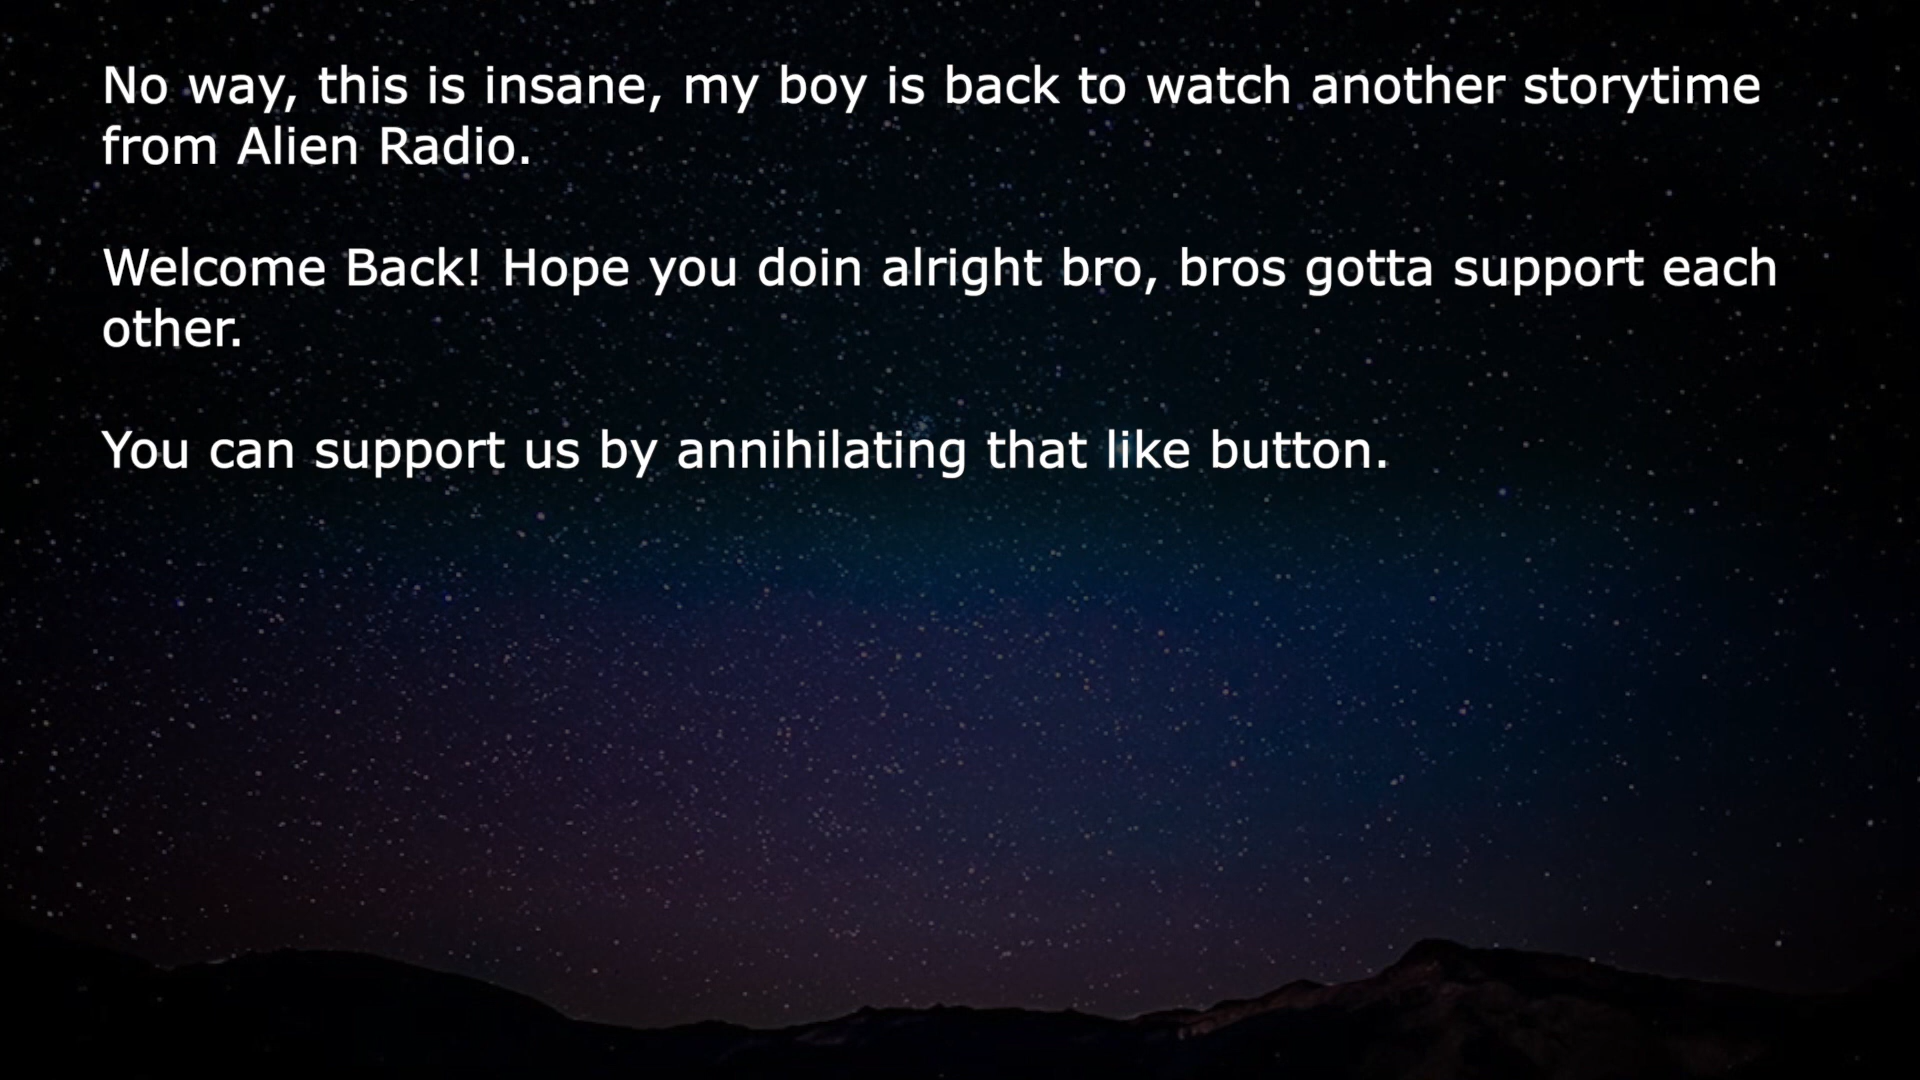 No way, this is insane, my boy is back to watch another storytime
from Alien Radio.
Welcome Back! Hope you doin alright bro, bros gotta support each
other.
You can support us by annihilating that like button.